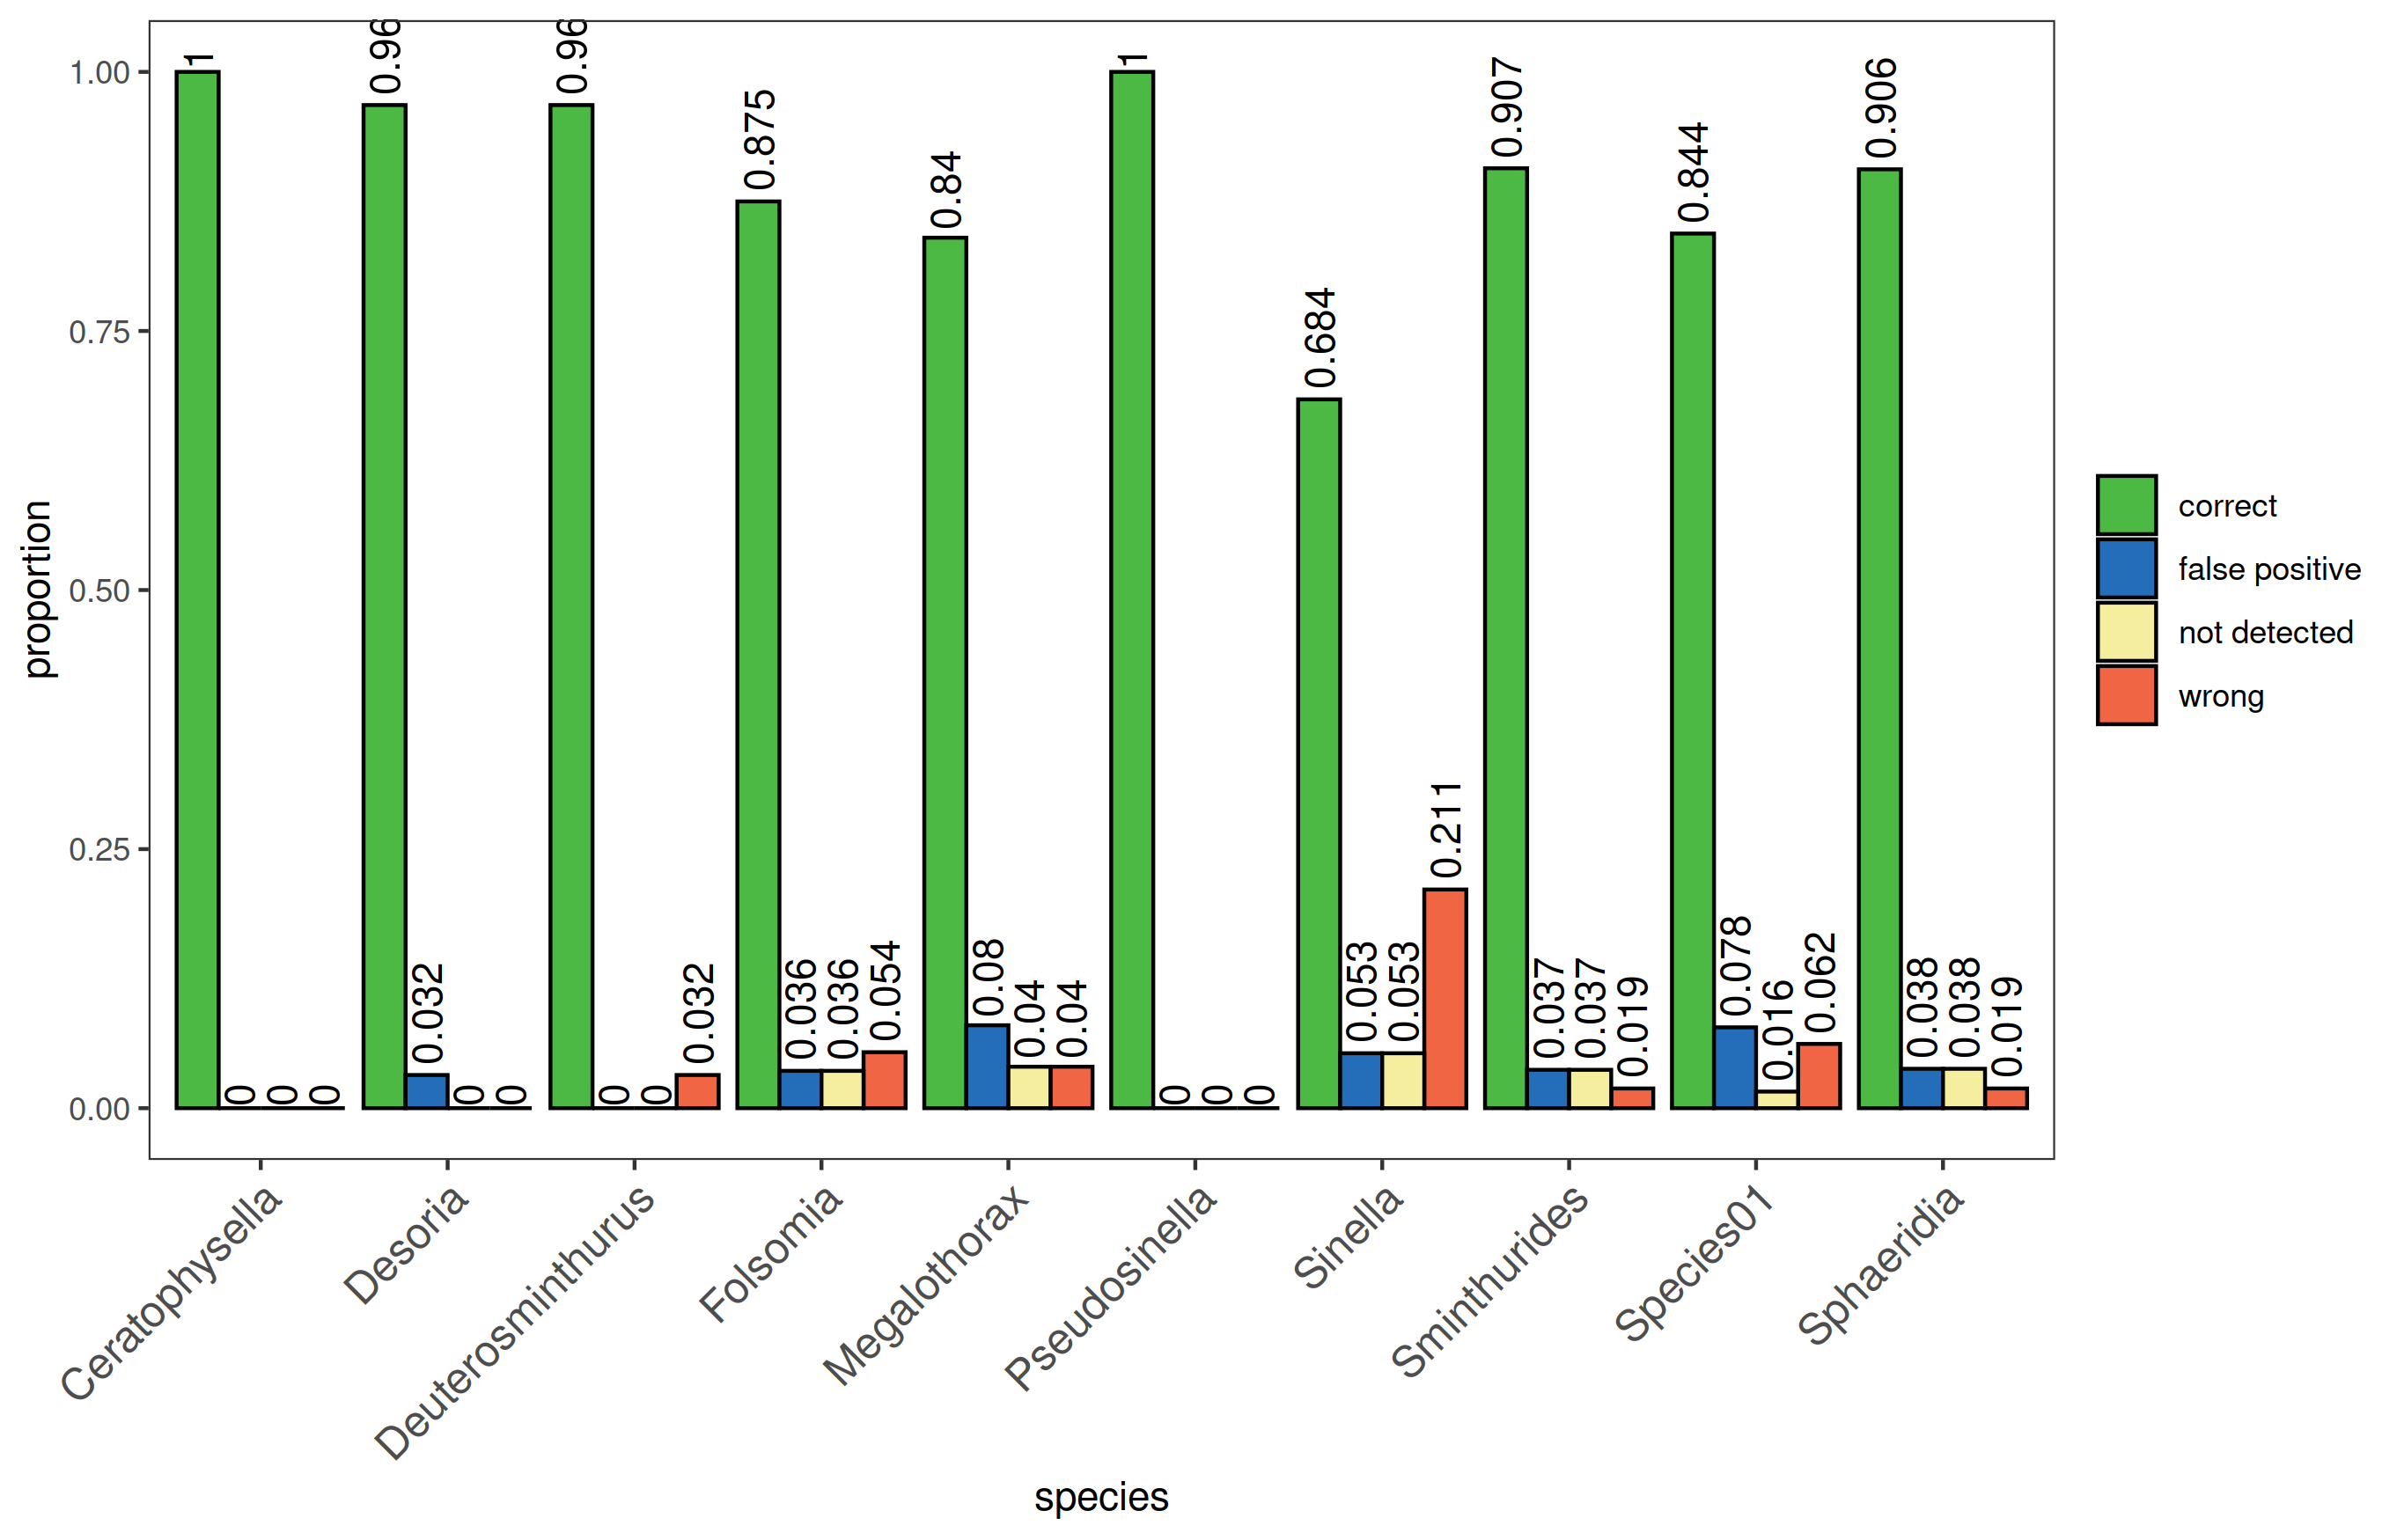 1.00
0.75
0.50
0.25
0.00
proportion
1
0
0
0
0.96
0.032
0
0
0.96
0
0
0.032
0.875
0.036
0.036
0.054
0.84
0.08
0.04
0.04
1
0
0
0
0.684
0.053
0.053
0.211
0.907
0.037
0.037
0.019
0.844
0.078
0.016
0.062
0.906
0.038
0.038
0.019
Ceratophysella
Desoria
Deuterosminthurus
Folsomia
Megalothorax
Pseudosinella
Sinella
Sminthurides
Species01
Sphaeridia
species
correct
false positive
not detected
wrong